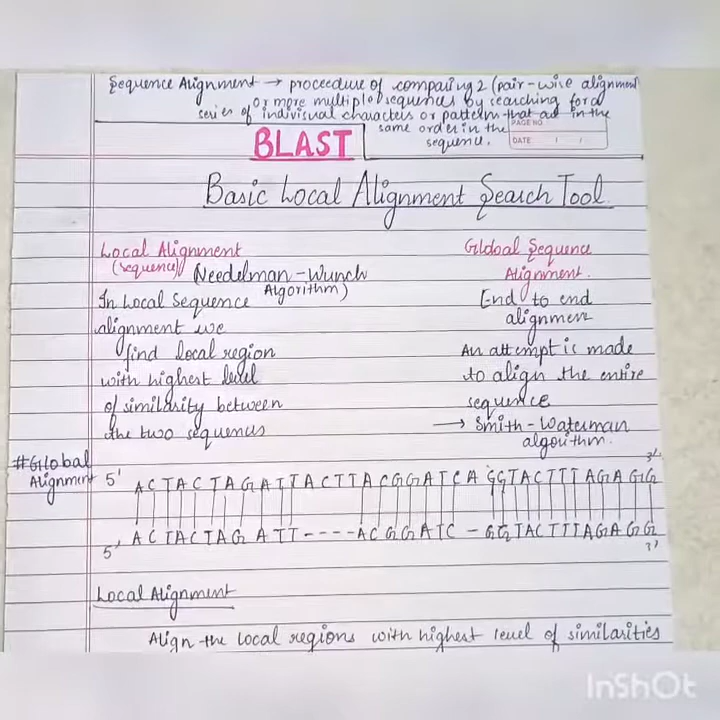 Sequence Alignment → proceedure of comparing 2 (pair-wise alignment
or more multiple) sequences by searching for a
series of indivisual characters or pattern that are in the
same order in the
sequence.
PAGE NO
DATE / /
BLAST
Basic Local Alignment Search Tool
Local Alignment
(sequence) (Needelman-Wunch
Algorithm)
In Local Sequence
alignment we
find local region
with highest level
of similarity between
the two sequences
Global Sequence
Alignment.
End to end
alignment
An attempt is made
to align the entire
sequence
→ Smith-Waterman
algorithm.
#Global
Alignment
5' ACTACTAGATTACTTACGGATCA GGTACTTTAGAGG 3'
5' ACTACTAGATT----ACGGATC-GGTACTTTAGAGG 3'
Local Alignment
Align the local regions with highest level of similarities
InShOt